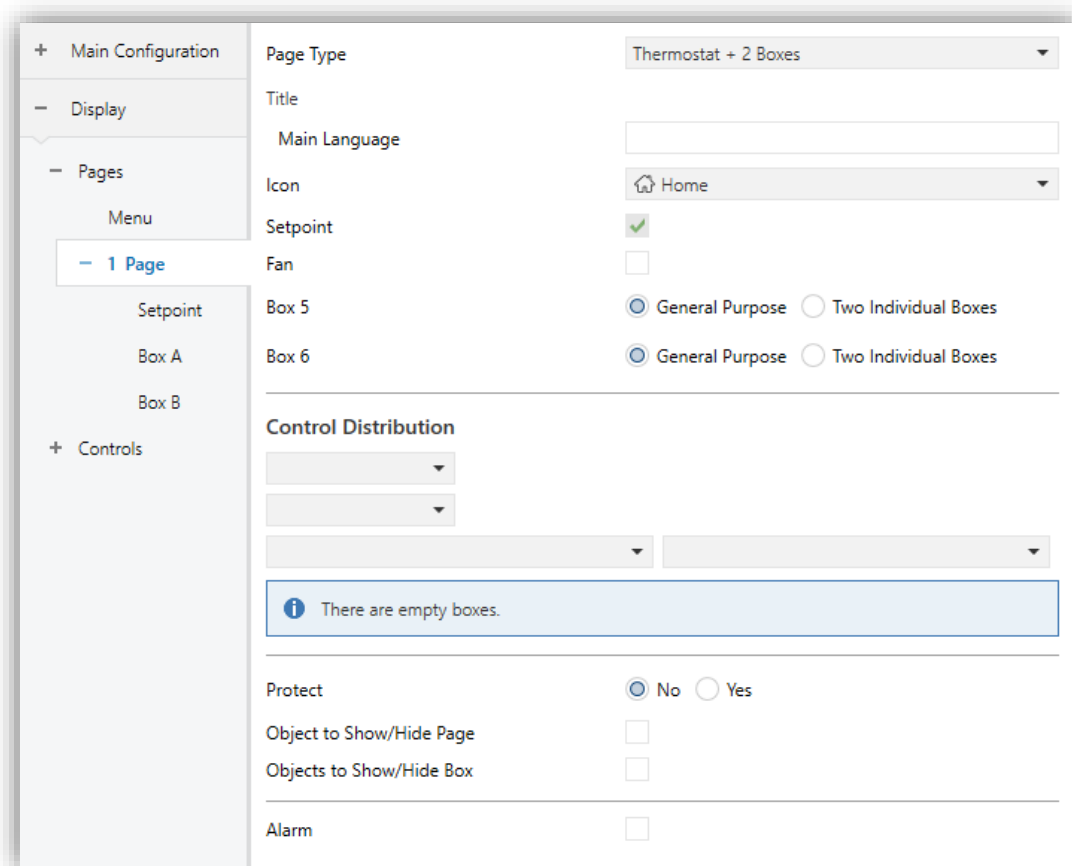 Main Configuration
Display
Pages
Menu
1 Page
Setpoint
Box A
Box B
Controls
Page Type
Thermostat + 2 Boxes
Title
Main Language
Icon
Home
Setpoint
Fan
Box 5
General Purpose
Two Individual Boxes
Box 6
General Purpose
Two Individual Boxes
Control Distribution
There are empty boxes.
Protect
No
Yes
Object to Show/Hide Page
Objects to Show/Hide Box
Alarm